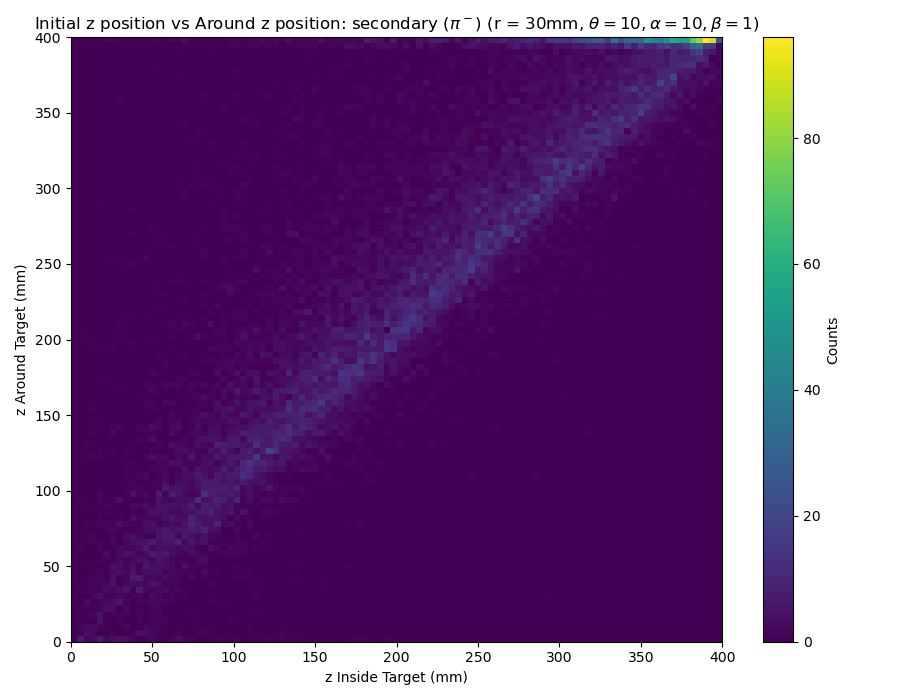 Initial z position vs Around z position: secondary (π⁻) (r = 30mm, θ = 10, α = 10, β = 1)
400
350
300
250
200
150
100
50
0
z Around Target (mm)
0 50 100 150 200 250 300 350 400
z Inside Target (mm)
80
60
40
20
0
Counts